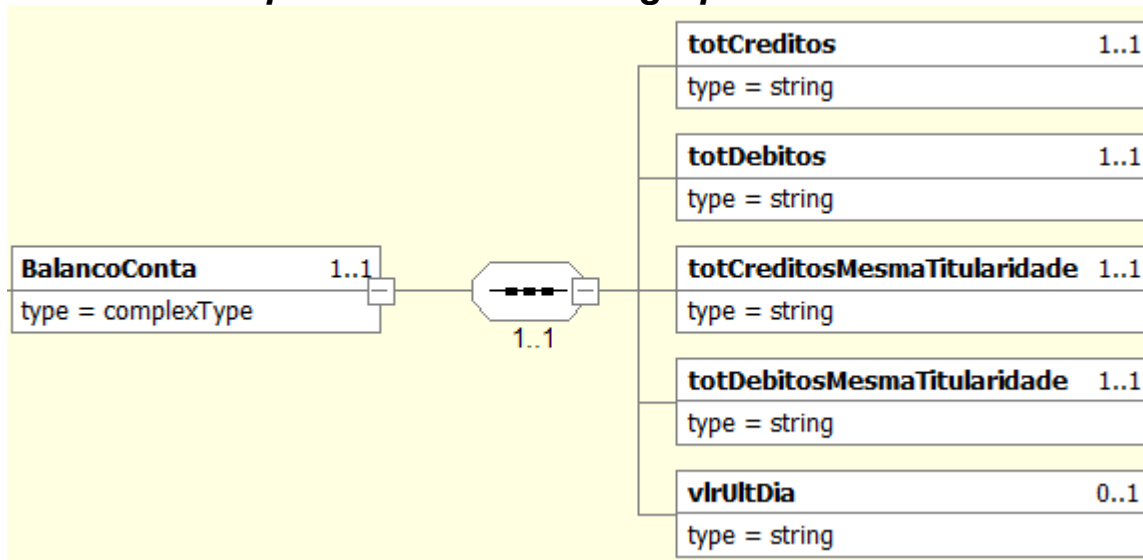 totCreditos 1..1
type = string
totDebitos 1..1
type = string
BalancoConta 1..1
type = complexType
1..1
totCreditosMesmaTitularidade 1..1
type = string
totDebitosMesmaTitularidade 1..1
type = string
vlrUltDia 0..1
type = string